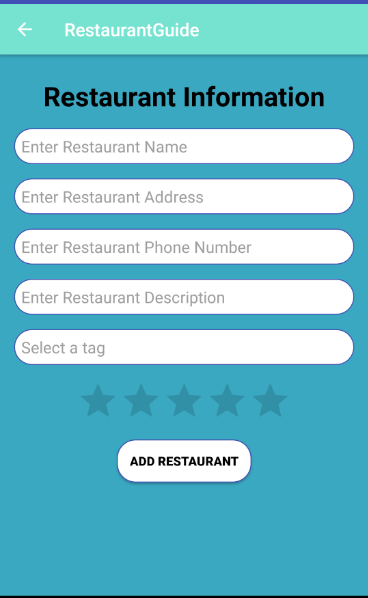 RestaurantGuide
Restaurant Information
Enter Restaurant Name
Enter Restaurant Address
Enter Restaurant Phone Number
Enter Restaurant Description
Select a tag
ADD RESTAURANT